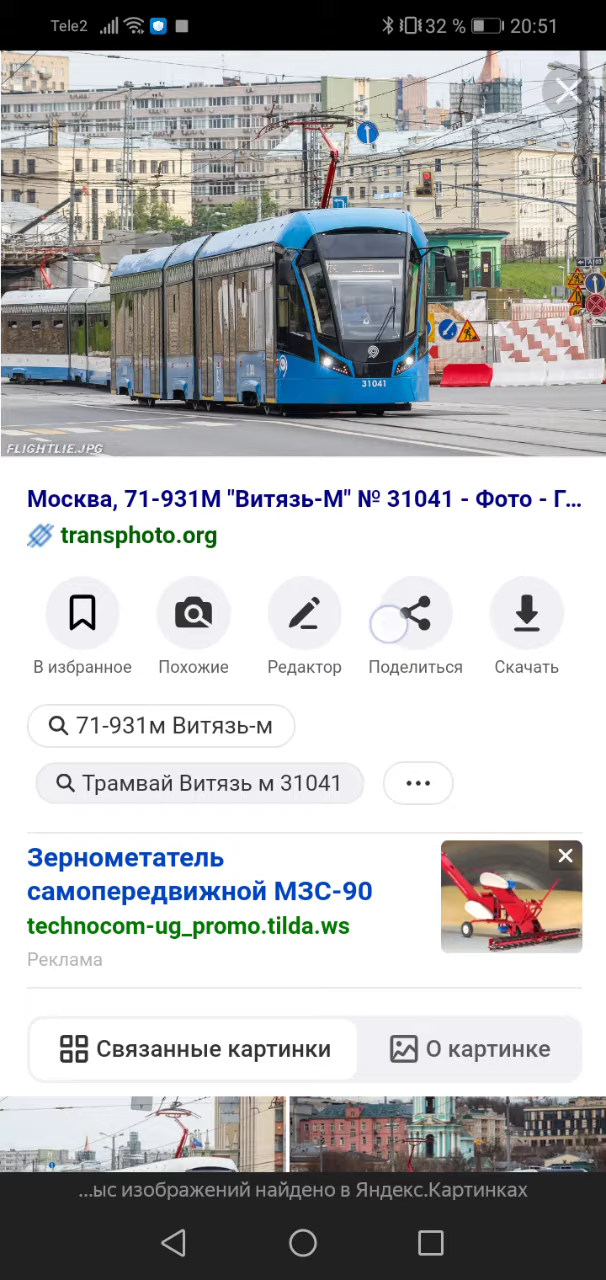 Tele2
32 %
20:51
31041
FLIGHTLIE.JPG
Москва, 71-931М "Витязь-М" № 31041 - Фото - Г...
transphoto.org
В избранное
Похожие
Редактор
Поделиться
Скачать
71-931м Витязь-м
Трамвай Витязь м 31041
Зернометатель
самопередвижной МЗС-90
technocom-ug_promo.tilda.ws
Реклама
Связанные картинки
О картинке
...ыс изображений найдено в Яндекс.Картинках